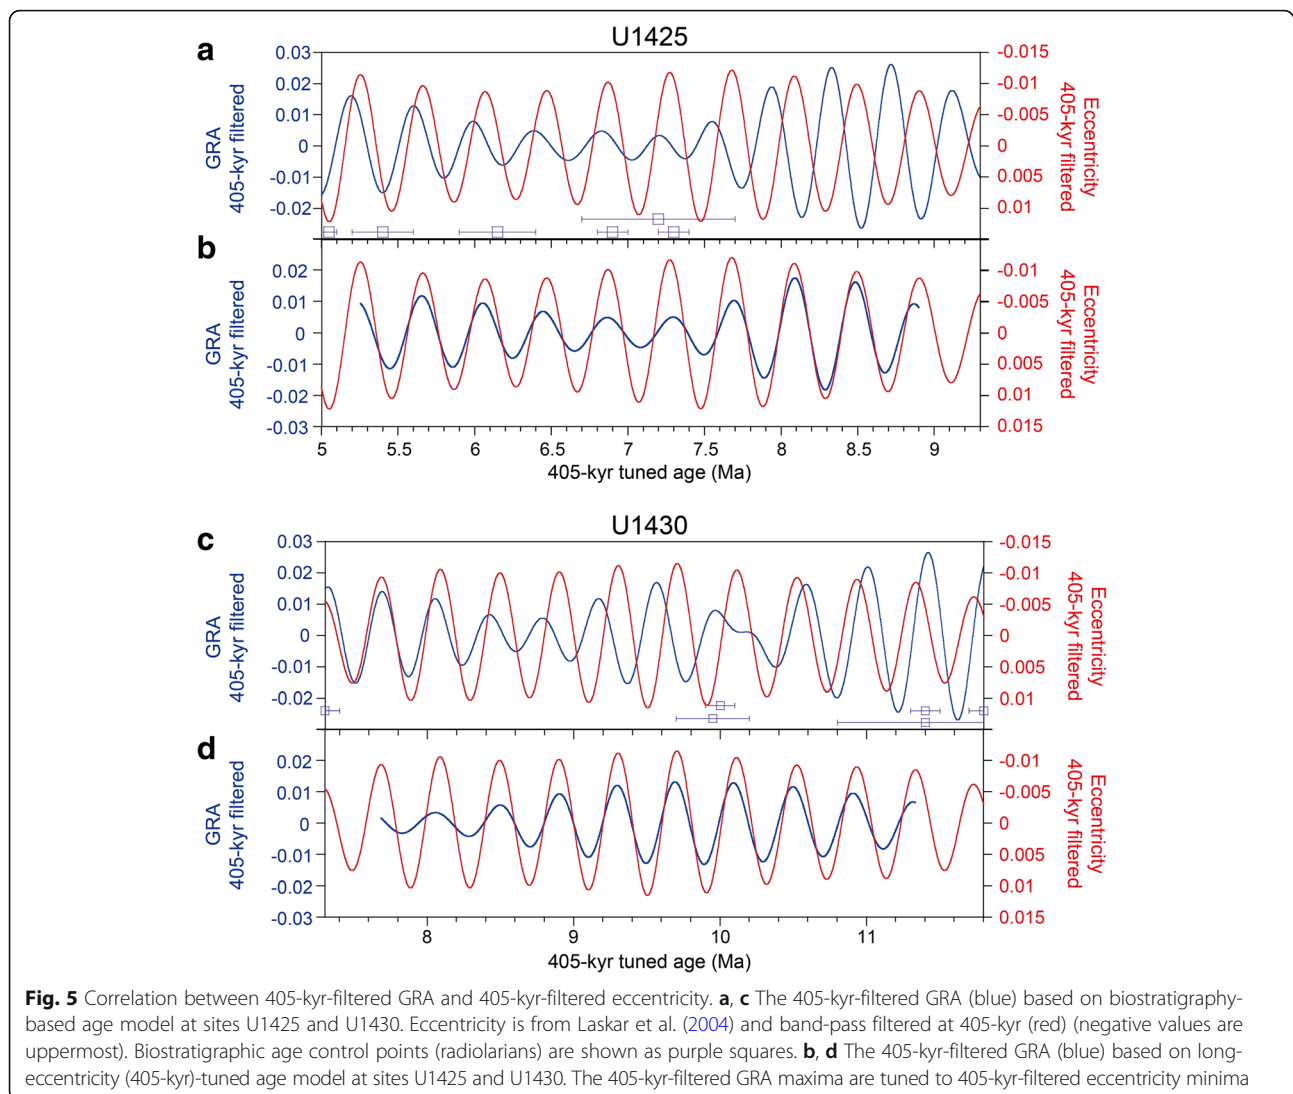 a
U1425
0.03
0.02
0.01
0
-0.01
-0.02
GRA
405-kyr filtered
-0.015
-0.01
-0.005
0
0.005
0.01
Eccentricity
405-kyr filtered
b
0.02
0.01
0
-0.01
-0.02
-0.03
GRA
405-kyr filtered
-0.01
-0.005
0
0.005
0.01
0.015
Eccentricity
405-kyr filtered
5 5.5 6 6.5 7 7.5 8 8.5 9
405-kyr tuned age (Ma)
U1430
c
0.03
0.02
0.01
0
-0.01
-0.02
GRA
405-kyr filtered
-0.015
-0.01
-0.005
0
0.005
0.01
Eccentricity
405-kyr filtered
d
0.02
0.01
0
-0.01
-0.02
-0.03
GRA
405-kyr filtered
-0.01
-0.005
0
0.005
0.01
0.015
Eccentricity
405-kyr filtered
8 9 10 11
405-kyr tuned age (Ma)
Fig. 5 Correlation between 405-kyr-filtered GRA and 405-kyr-filtered eccentricity. a, c The 405-kyr-filtered GRA (blue) based on biostratigraphy-
based age model at sites U1425 and U1430. Eccentricity is from Laskar et al. (2004) and band-pass filtered at 405-kyr (red) (negative values are
uppermost). Biostratigraphic age control points (radiolarians) are shown as purple squares. b, d The 405-kyr-filtered GRA (blue) based on long-
eccentricity (405-kyr)-tuned age model at sites U1425 and U1430. The 405-kyr-filtered GRA maxima are tuned to 405-kyr-filtered eccentricity minima